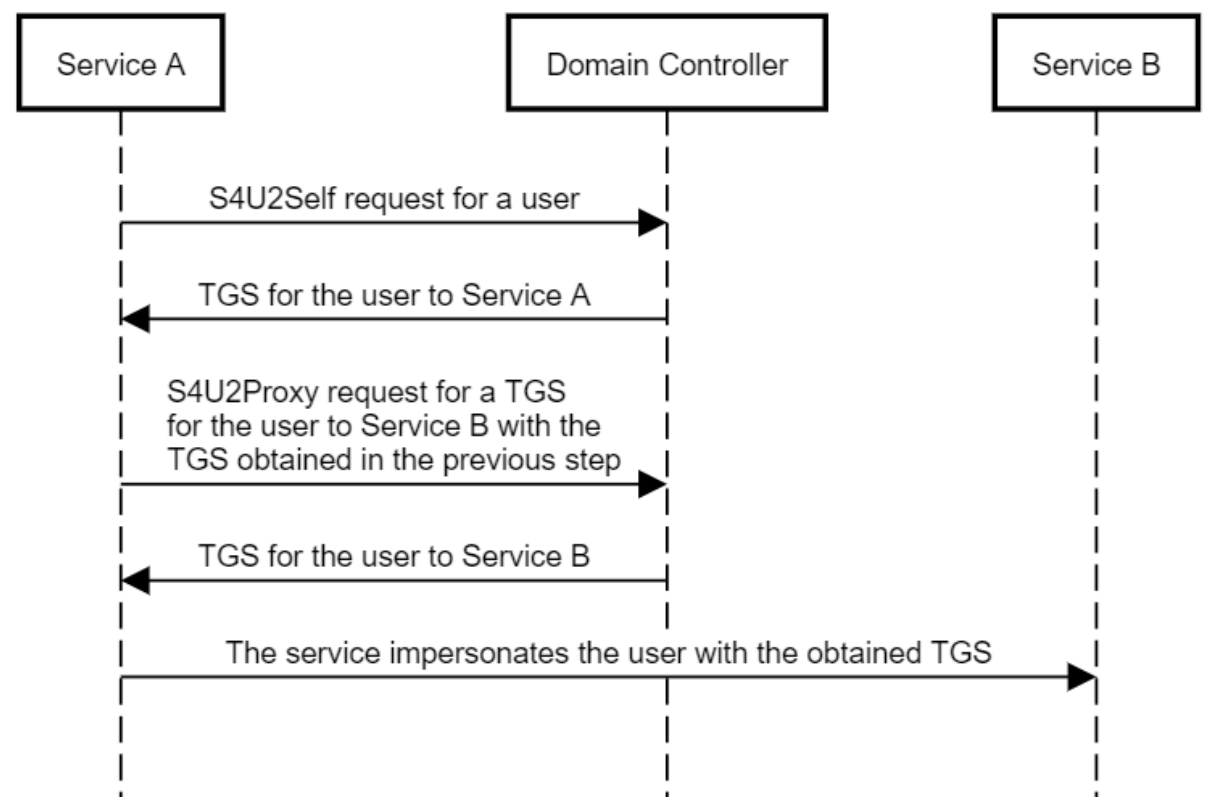 Service A
Domain Controller
Service B
S4U2Self request for a user
TGS for the user to Service A
S4U2Proxy request for a TGS
for the user to Service B with the
TGS obtained in the previous step
TGS for the user to Service B
The service impersonates the user with the obtained TGS